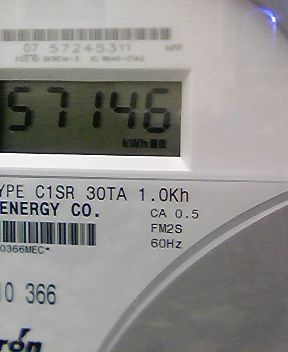 07 57245311
57146
kWh
YPE C1SR 30TA 1.0Kh
ENERGY CO.
CA 0.5
FM2S
60Hz
0366MEC*
10 366
rón